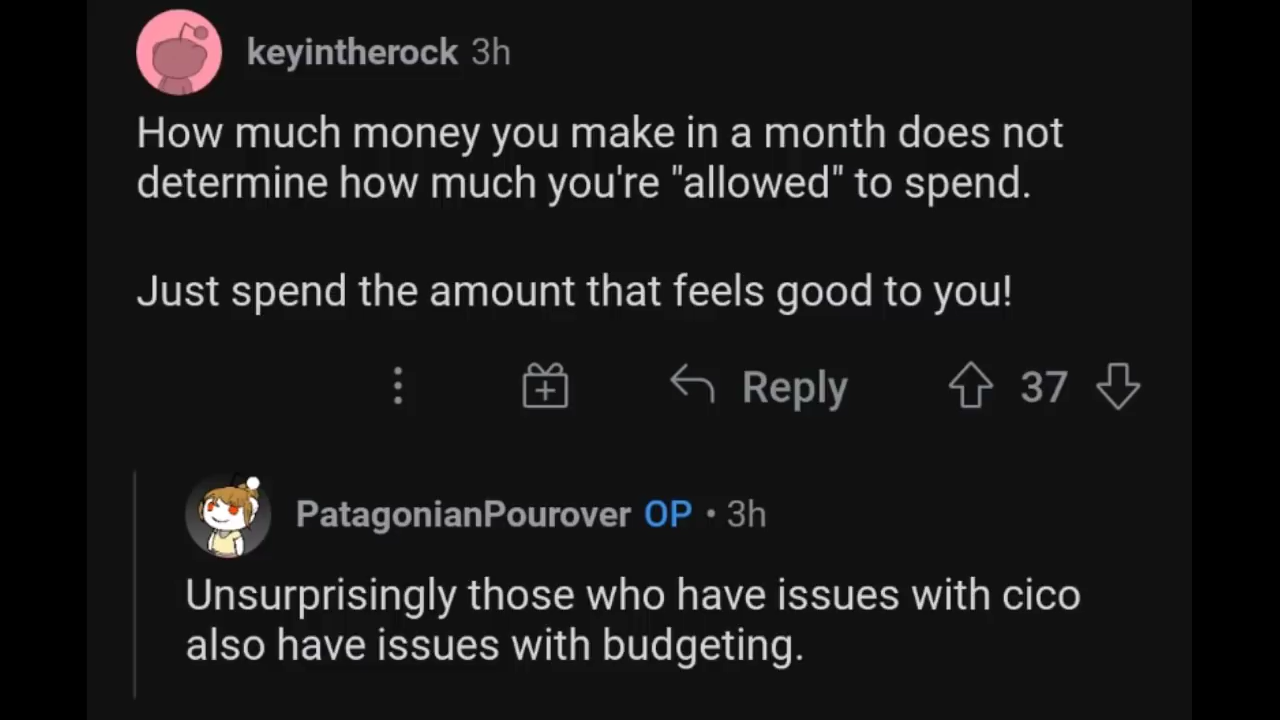 keyintherock 3h
How much money you make in a month does not
determine how much you're "allowed" to spend.
Just spend the amount that feels good to you!
Reply 37
PatagonianPourover OP • 3h
Unsurprisingly those who have issues with cico
also have issues with budgeting.